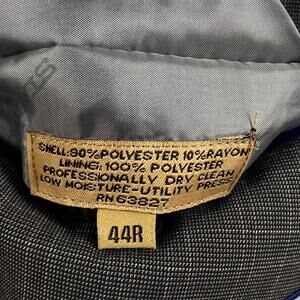 SHELL: 90% POLYESTER 10% RAYON
LINING: 100% POLYESTER
PROFESSIONALLY DRY CLEAN
LOW MOISTURE-UTILITY PRESS
RN 63827
44R